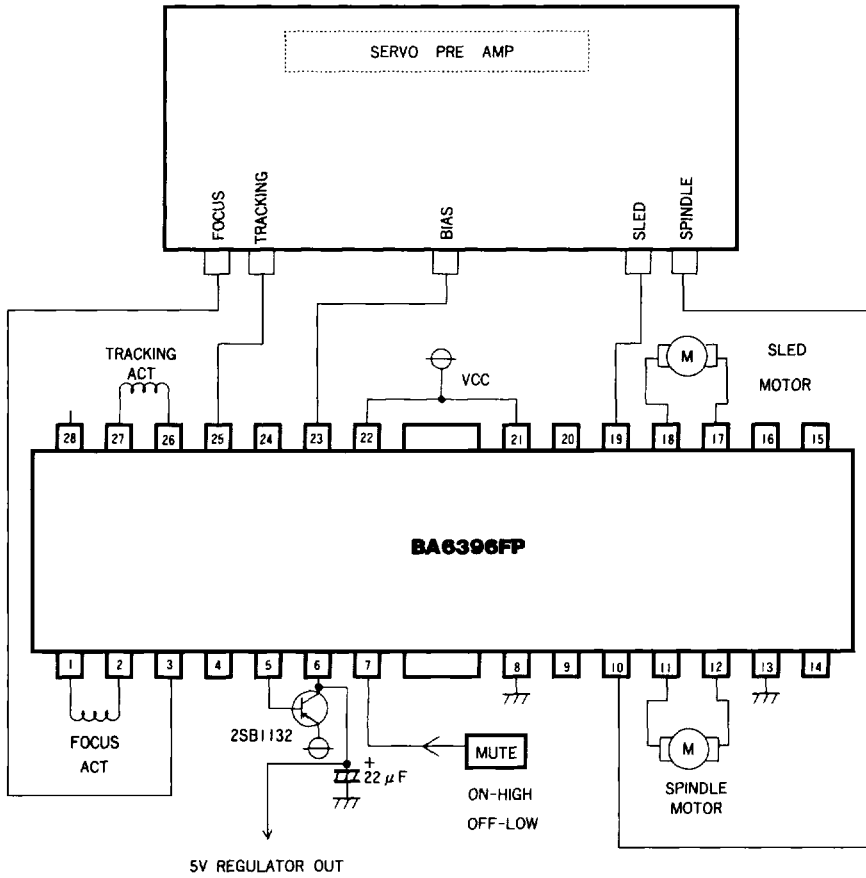 SERVO PRE AMP
FOCUS
TRACKING
BIAS
SLED
SPINDLE
TRACKING
ACT
VCC
M
SLED
MOTOR
28 27 26 25 24 23 22 21 20 19 18 17 16 15
BA6396FP
1 2 3 4 5 6 7 8 9 10 11 12 13 14
FOCUS
ACT
2SB1132
+
22 μF
MUTE
ON-HIGH
OFF-LOW
M
SPINDLE
MOTOR
5V REGULATOR OUT